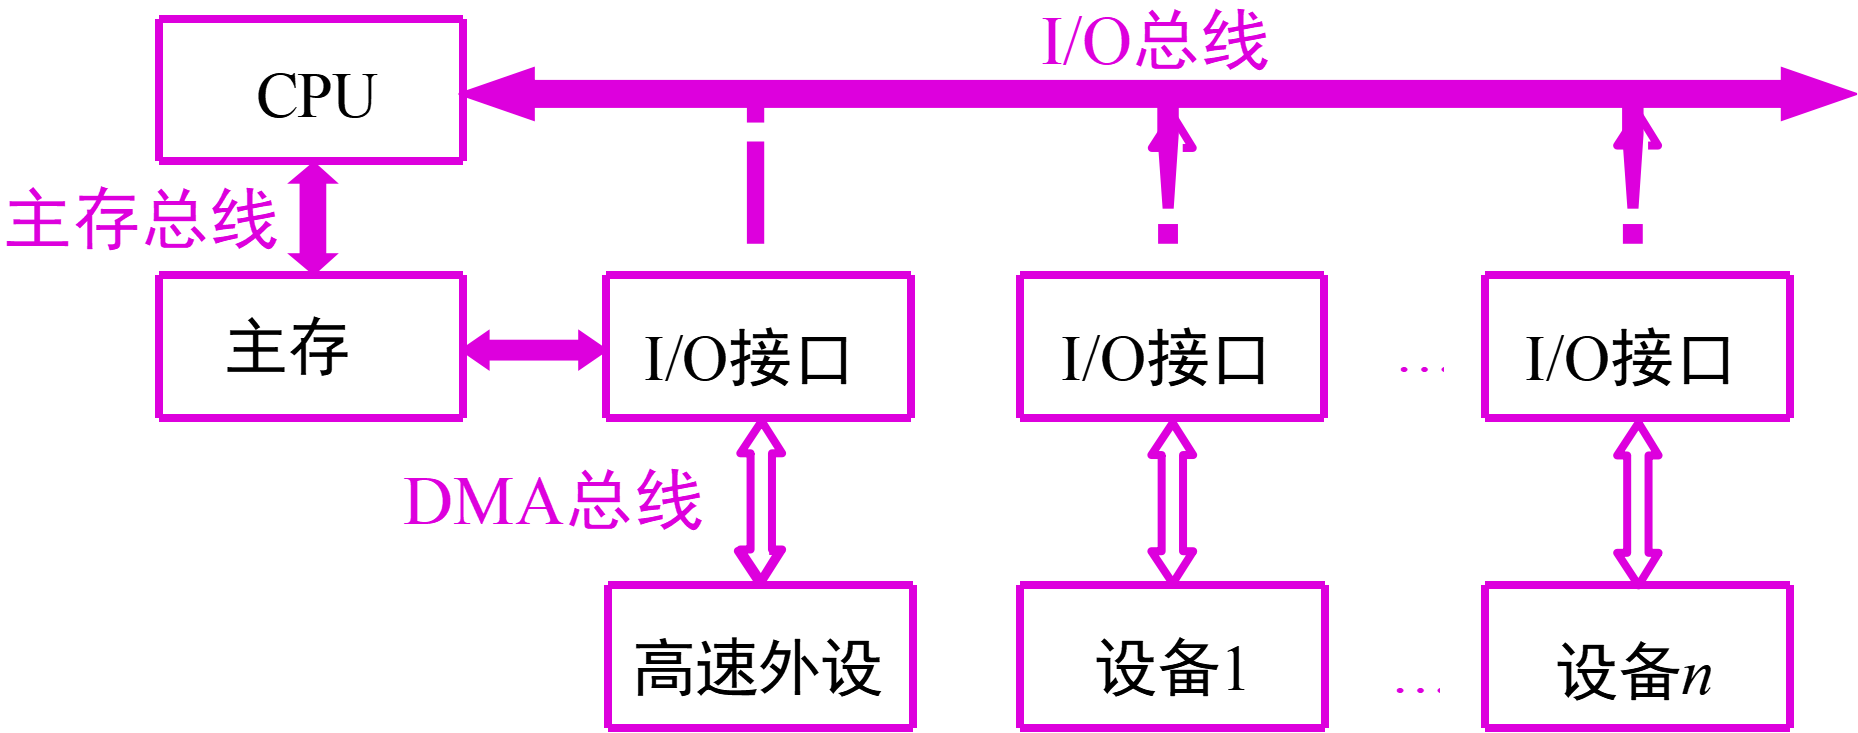 I/O总线
CPU
主存总线
主存
I/O接口
I/O接口
…
I/O接口
DMA总线
高速外设
设备1
…
设备n